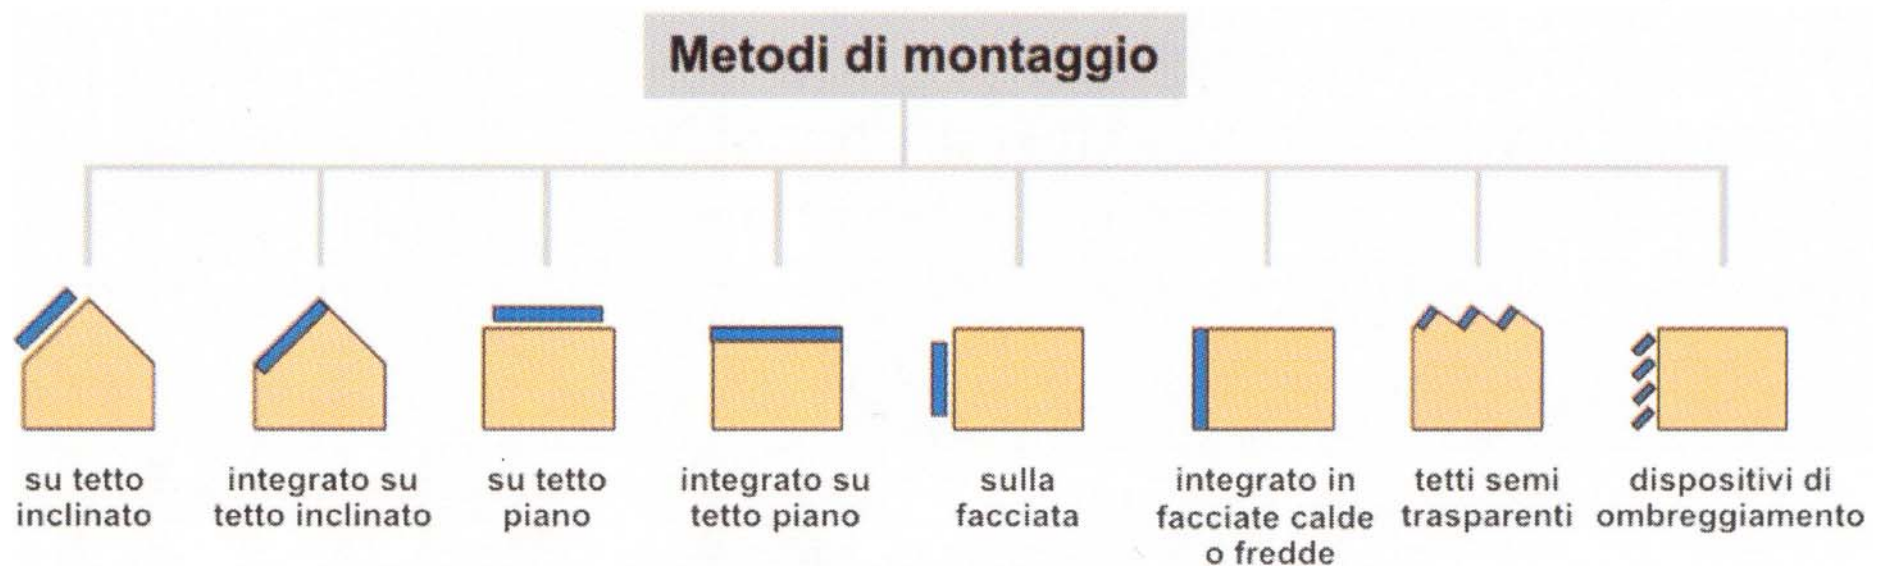 Metodi di montaggio
su tetto
inclinato
integrato su
tetto inclinato
su tetto
piano
integrato su
tetto piano
sulla
facciata
integrato in
facciate calde
o fredde
tetti semi
trasparenti
dispositivi di
ombreggiamento